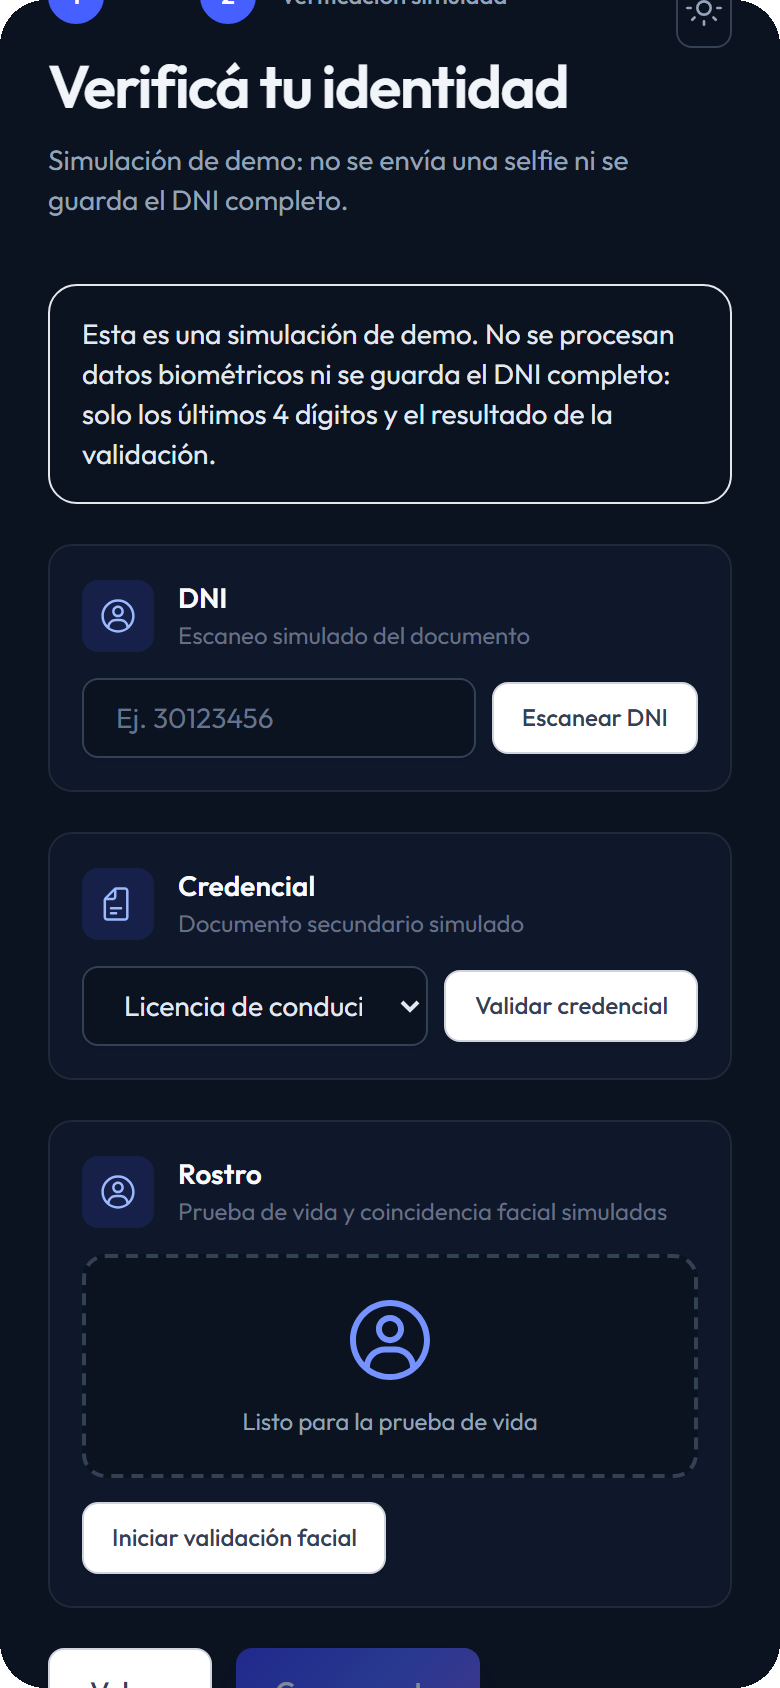 Verificación simulada
Verificá tu identidad
Simulación de demo: no se envía una selfie ni se
guarda el DNI completo.
Esta es una simulación de demo. No se procesan
datos biométricos ni se guarda el DNI completo:
solo los últimos 4 dígitos y el resultado de la
validación.
DNI
Escaneo simulado del documento
Ej. 30123456
Escanear DNI
Credencial
Documento secundario simulado
Licencia de conduci
Validar credencial
Rostro
Prueba de vida y coincidencia facial simuladas
Listo para la prueba de vida
Iniciar validación facial